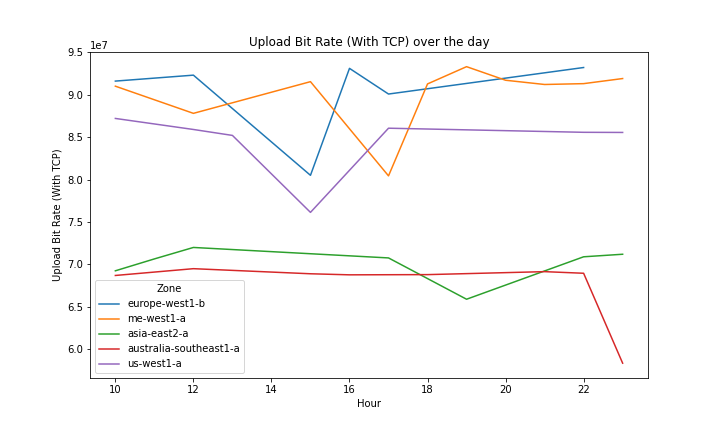 Upload Bit Rate (With TCP) over the day
1e7
9.5
9.0
8.5
8.0
7.5
7.0
6.5
6.0
Upload Bit Rate (With TCP)
Zone
europe-west1-b
me-west1-a
asia-east2-a
australia-southeast1-a
us-west1-a
10 12 14 16 18 20 22
Hour